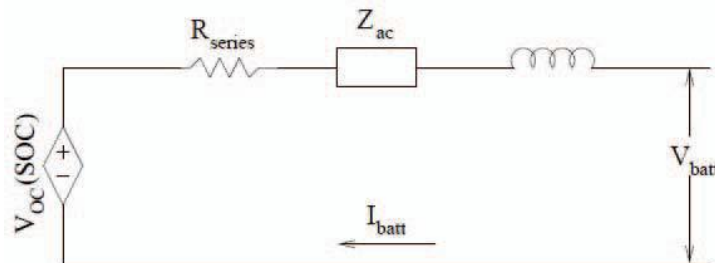 R_series
Z_ac
V_OC(SOC)
+
−
V_batt
I_batt